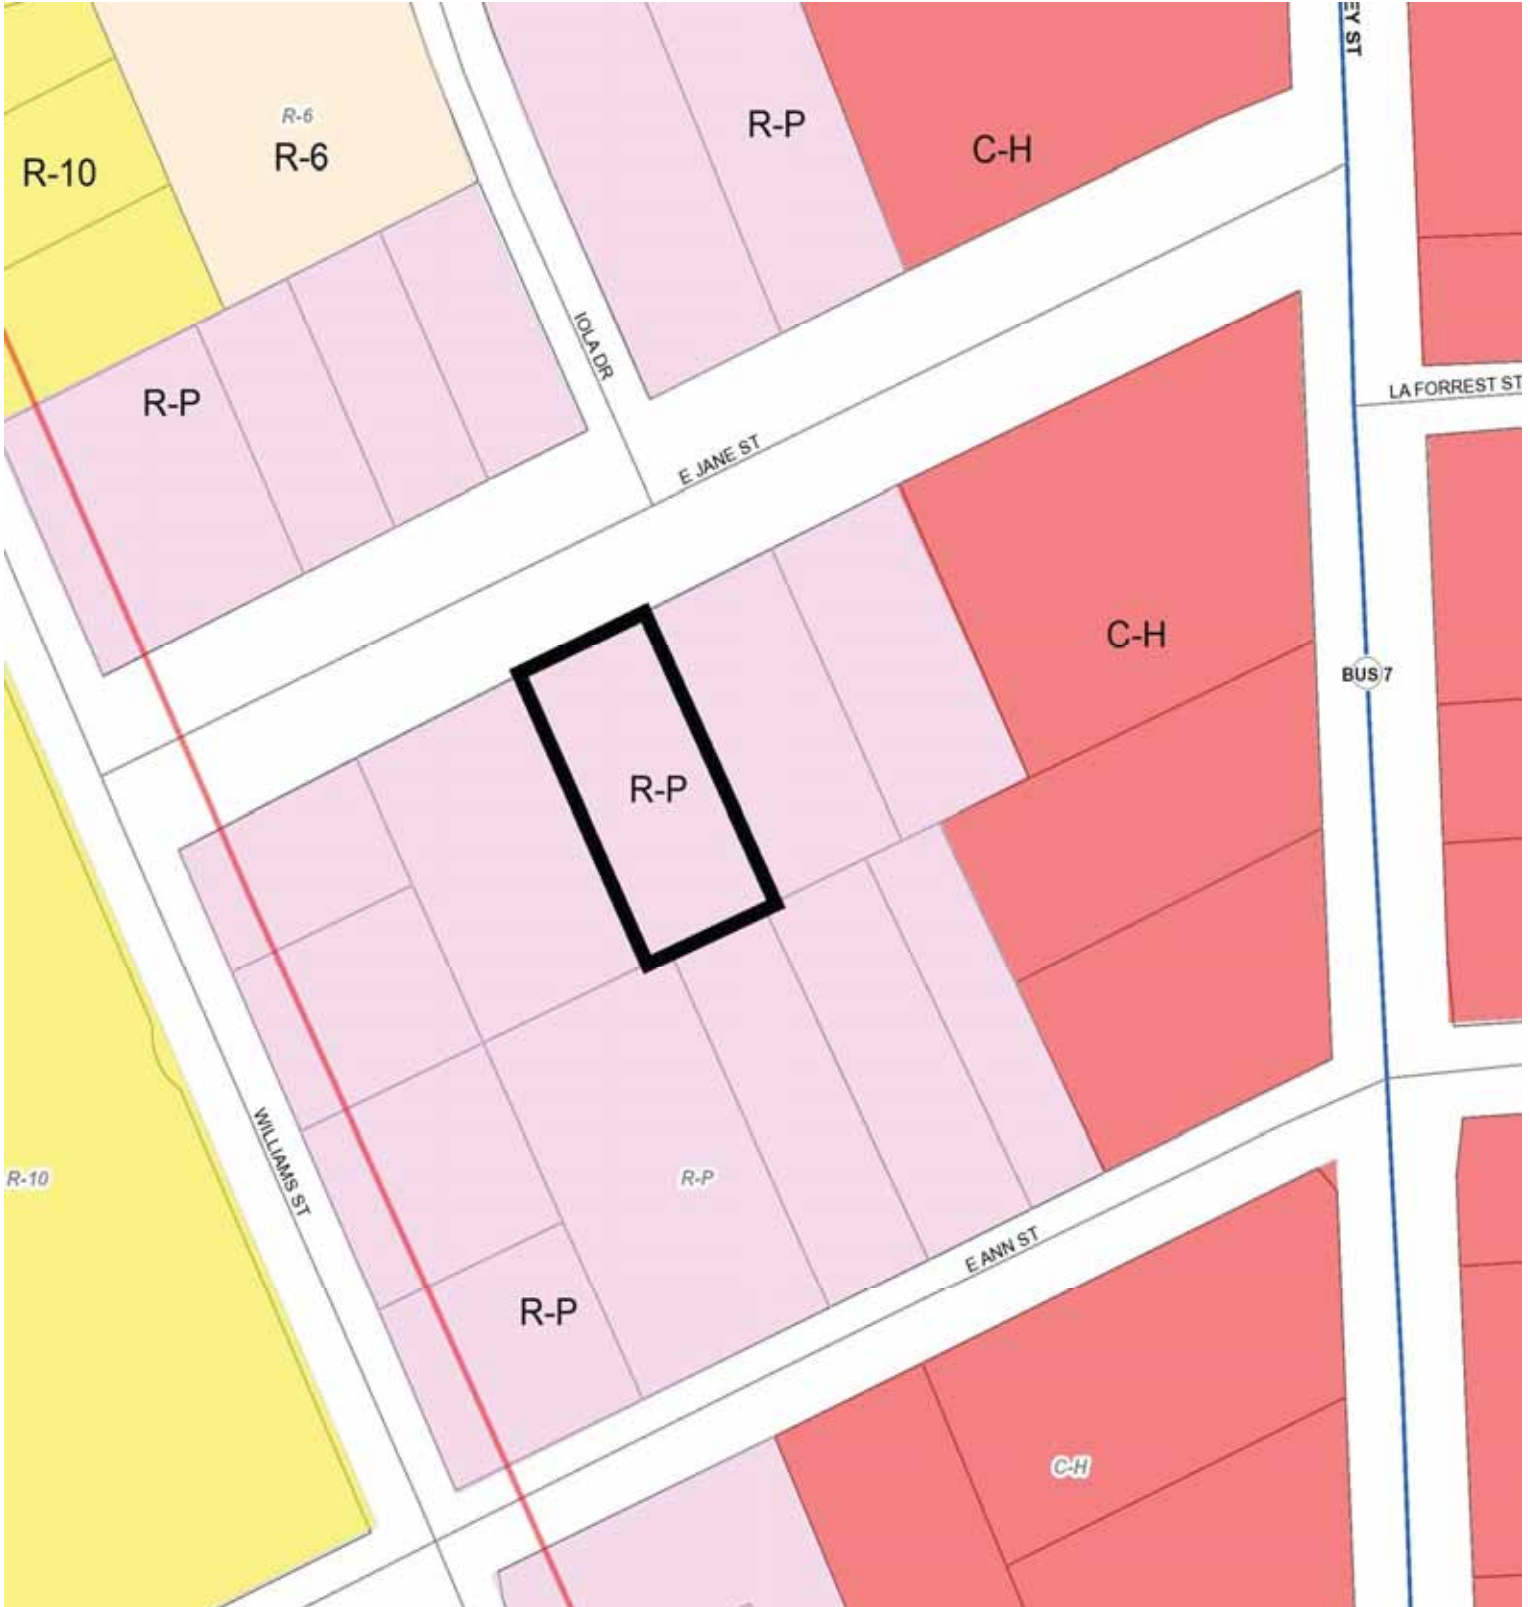 EY ST
R-6
R-P
R-6
C-H
R-10
IOLA DR
LA FORREST ST
R-P
E JANE ST
C-H
BUS 7
R-P
R-10
WILLIAMS ST
R-P
E ANN ST
R-P
C-H